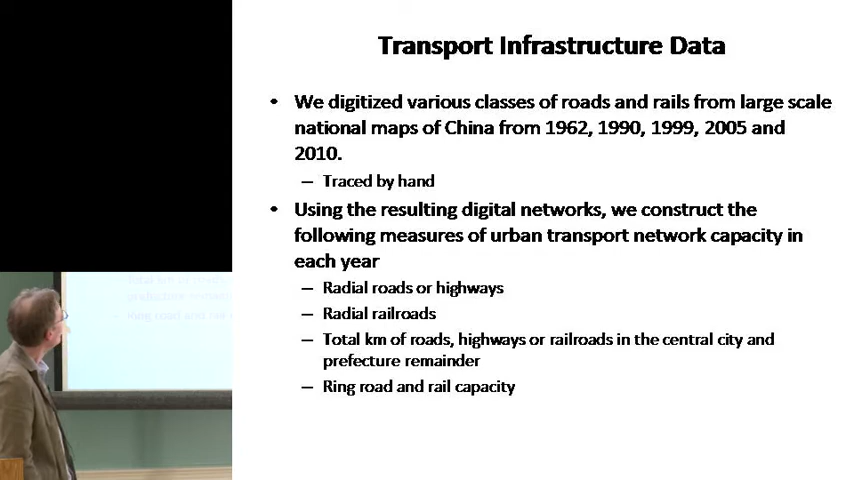 Transport Infrastructure Data
• We digitized various classes of roads and rails from large scale
national maps of China from 1962, 1990, 1999, 2005 and
2010.
– Traced by hand
• Using the resulting digital networks, we construct the
following measures of urban transport network capacity in
each year
– Radial roads or highways
– Radial railroads
– Total km of roads, highways or railroads in the central city and
prefecture remainder
– Ring road and rail capacity